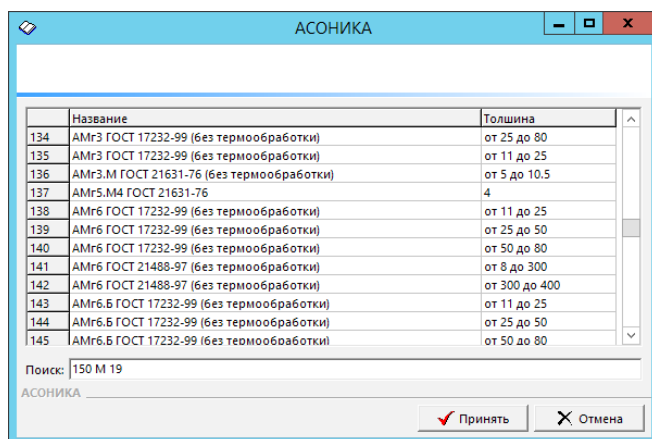 АСОНИКА
Название Толшина
134 АМг3 ГОСТ 17232-99 (без термообработки) от 25 до 80
135 АМг3 ГОСТ 17232-99 (без термообработки) от 11 до 25
136 АМг3.М ГОСТ 21631-76 (без термообработки) от 5 до 10.5
137 АМг5.М4 ГОСТ 21631-76 4
138 АМг6 ГОСТ 17232-99 (без термообработки) от 11 до 25
139 АМг6 ГОСТ 17232-99 (без термообработки) от 25 до 50
140 АМг6 ГОСТ 17232-99 (без термообработки) от 50 до 80
141 АМг6 ГОСТ 21488-97 (без термообработки) от 8 до 300
142 АМг6 ГОСТ 21488-97 (без термообработки) от 300 до 400
143 АМг6.Б ГОСТ 17232-99 (без термообработки) от 11 до 25
144 АМг6.Б ГОСТ 17232-99 (без термообработки) от 25 до 50
145 АМг6.Б ГОСТ 17232-99 (без термообработки) от 50 до 80
Поиск: 150 М 19
АСОНИКА
Принять Отмена